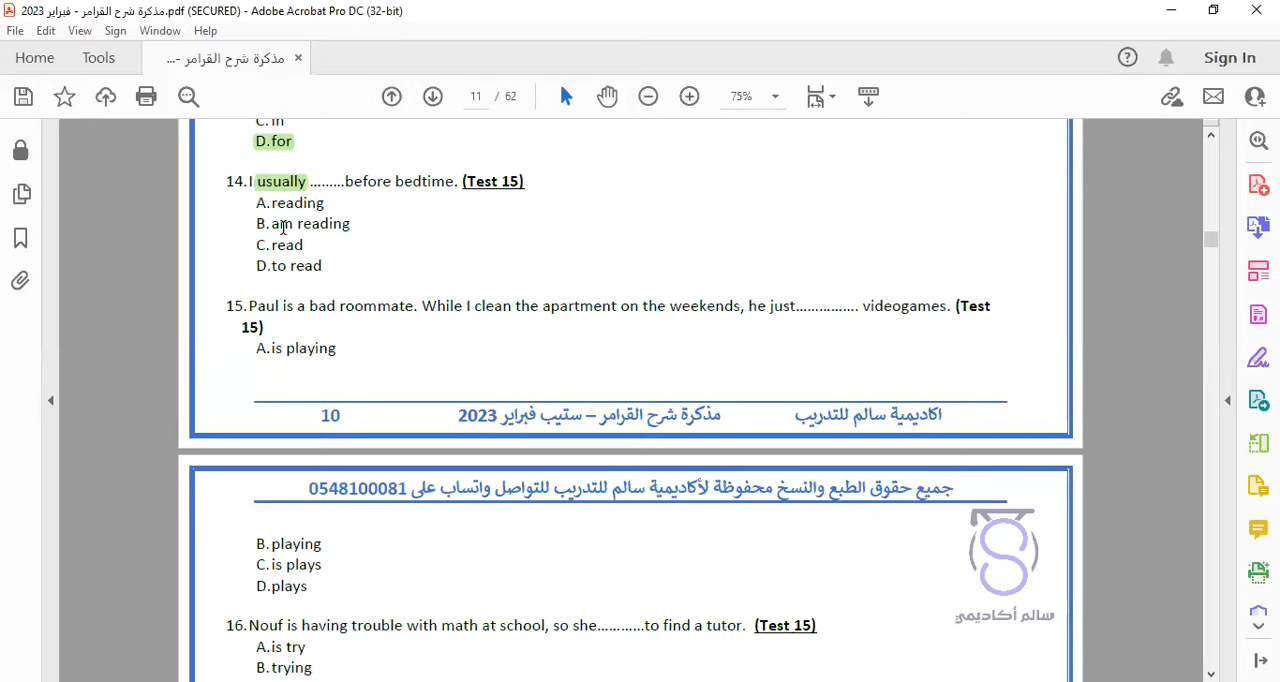 مذكرة شرح القرامر - فبراير 2023.pdf (SECURED) - Adobe Acrobat Pro DC (32-bit)
File Edit View Sign Window Help
Home Tools مذكرة شرح القرامر -... × Sign In
11 / 62 75%
C. in
D. for
14. I usually .........before bedtime. (Test 15)
A. reading
B. am reading
C. read
D. to read
15. Paul is a bad roommate. While I clean the apartment on the weekends, he just............... videogames. (Test
15)
A. is playing
اكاديمية سالم للتدريب مذكرة شرح القرامر – ستيب فبراير 2023 10
جميع حقوق الطبع والنسخ محفوظة لأكاديمية سالم للتدريب للتواصل واتساب على 0548100081
B. playing
C. is plays
D. plays
سالم أكاديمي
16. Nouf is having trouble with math at school, so she............to find a tutor. (Test 15)
A. is try
B. trying